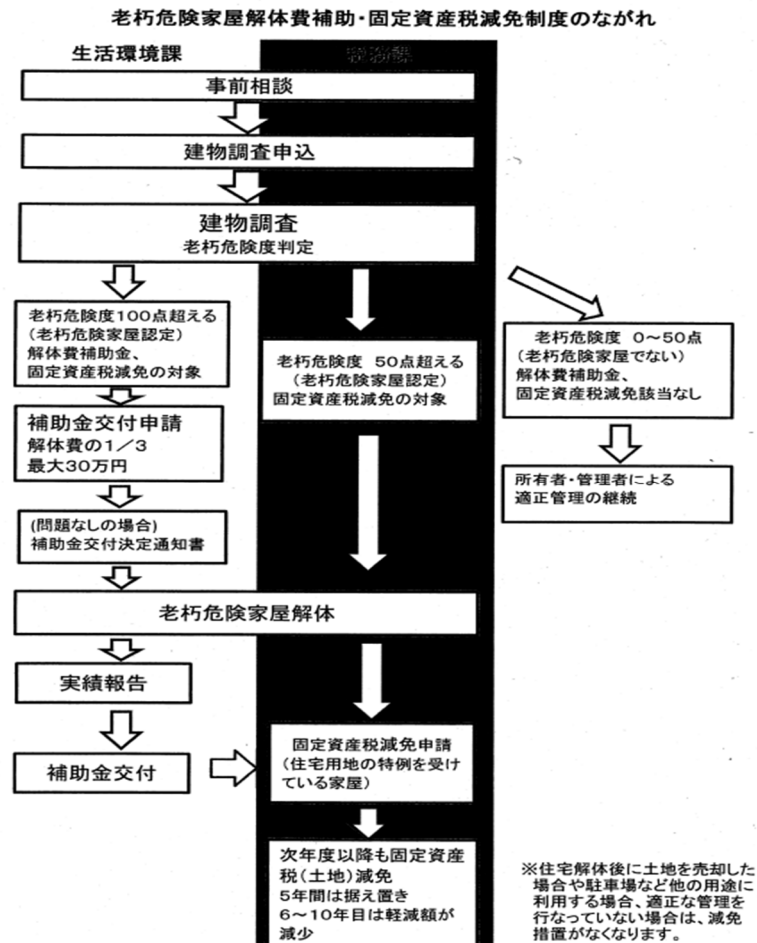 老朽危険家屋解体費補助・固定資産税減免制度のながれ
生活環境課
税務課
事前相談
建物調査申込
建物調査
老朽危険度判定
老朽危険度100点超える
(老朽危険家屋認定)
解体費補助金、
固定資産税減免の対象
老朽危険度 50点超える
(老朽危険家屋認定)
固定資産税減免の対象
老朽危険度 0～50点
(老朽危険家屋でない)
解体費補助金、
固定資産税減免該当なし
補助金交付申請
解体費の1／3
最大30万円
所有者・管理者による
適正管理の継続
(問題なしの場合)
補助金交付決定通知書
老朽危険家屋解体
実績報告
補助金交付
固定資産税減免申請
(住宅用地の特例を受け
ている家屋)
次年度以降も固定資産
税(土地)減免
5年間は据え置き
6～10年目は軽減額が
減少
※住宅解体後に土地を売却した
場合や駐車場など他の用途に
利用する場合、適正な管理を
行なっていない場合は、減免
措置がなくなります。